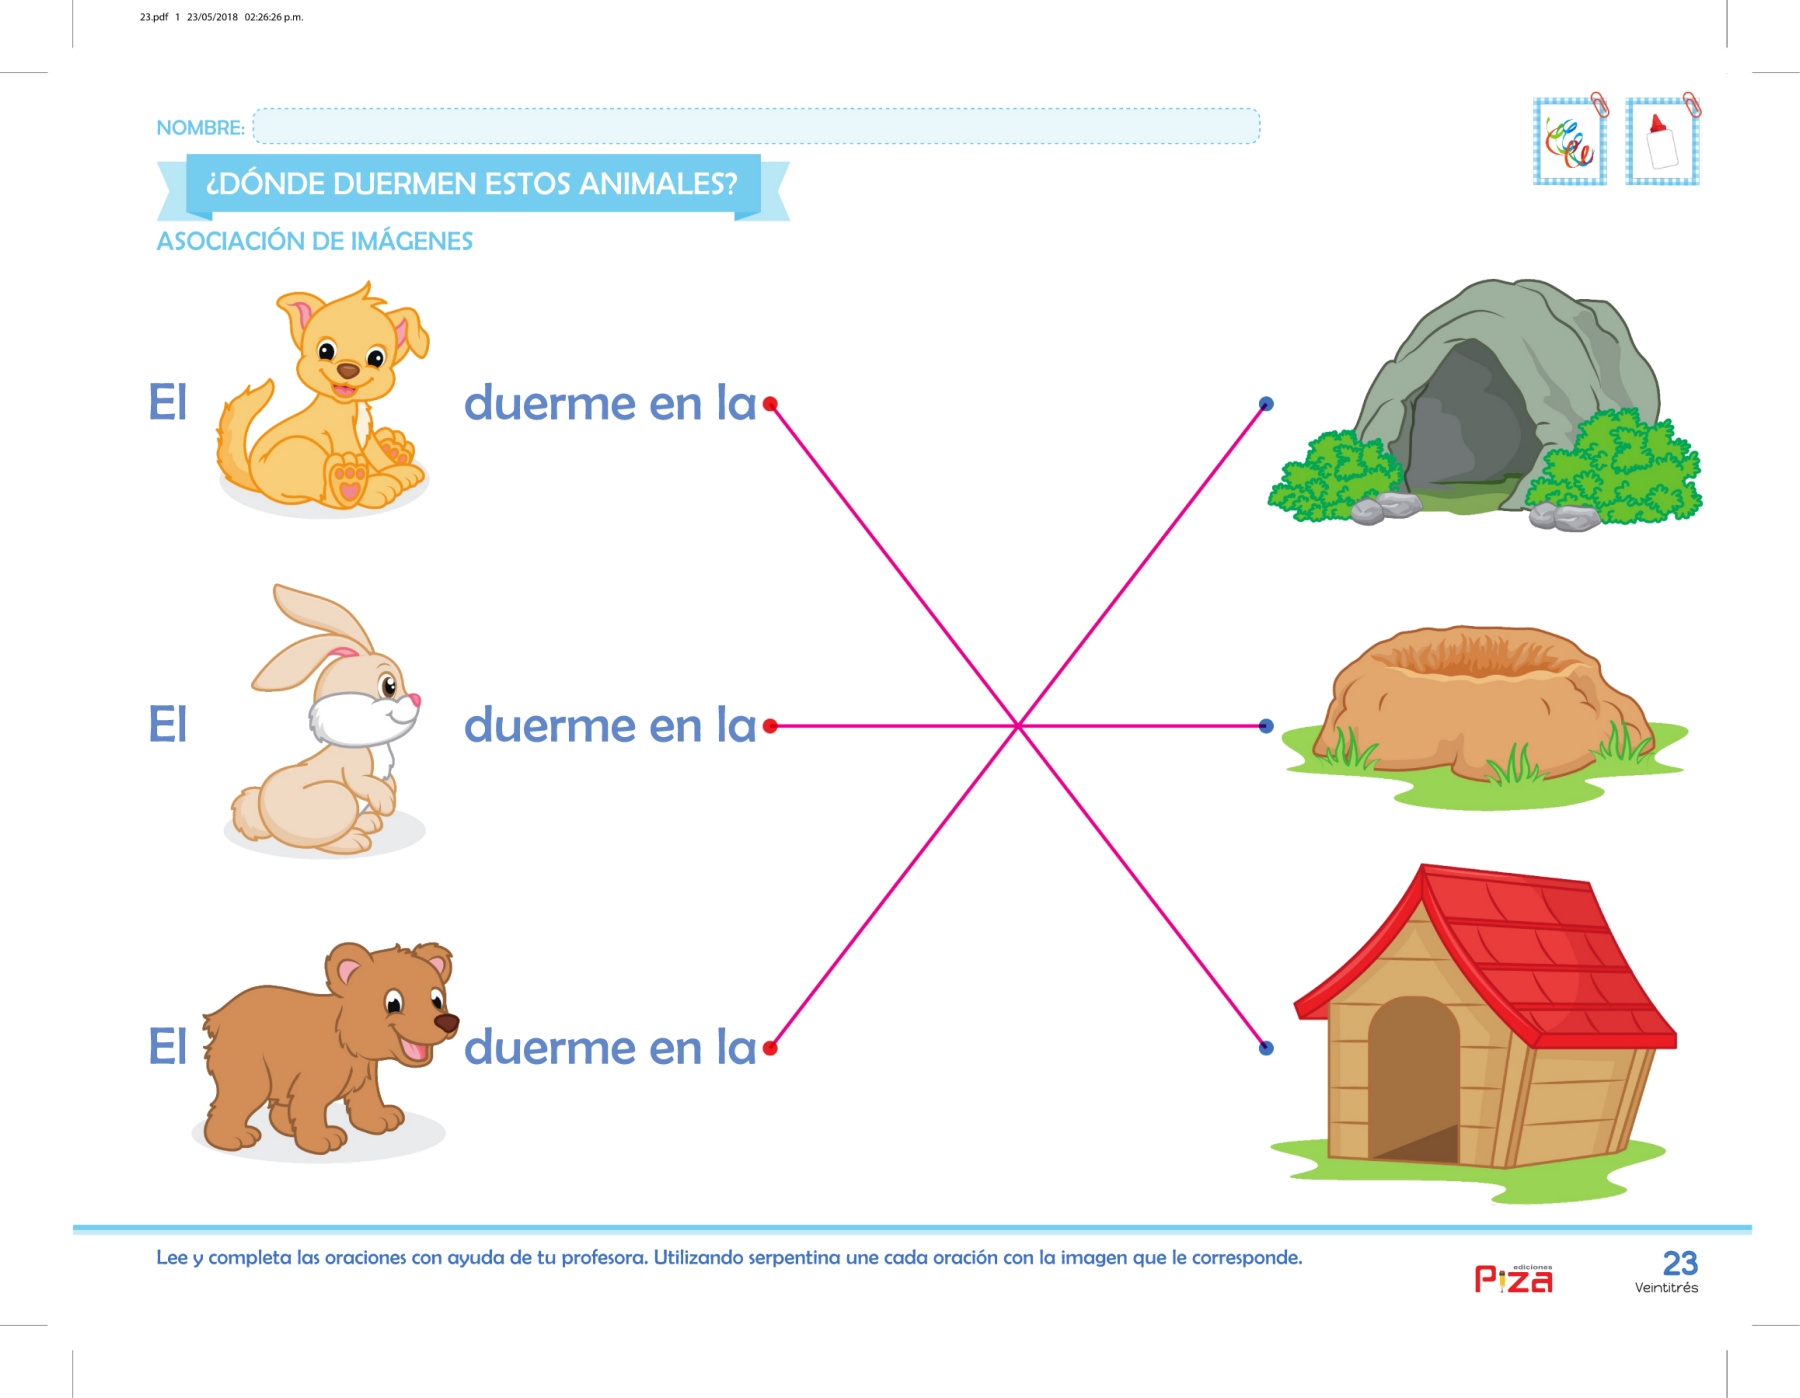 23.pdf 1 23/05/2018 02:26:26 p.m.
NOMBRE:
¿DÓNDE DUERMEN ESTOS ANIMALES?
ASOCIACIÓN DE IMÁGENES
El duerme en la
El duerme en la
El duerme en la
Lee y completa las oraciones con ayuda de tu profesora. Utilizando serpentina une cada oración con la imagen que le corresponde.
ediciones
Piza
23
Veintitrés